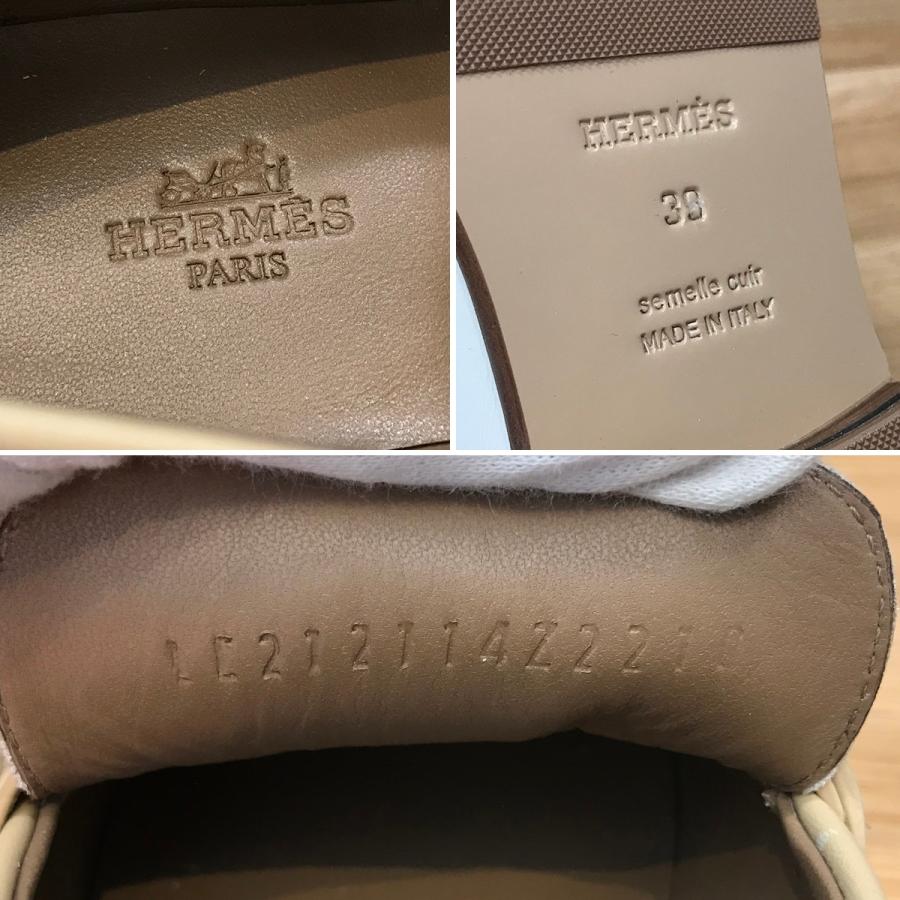 HERMÈS
PARIS
HERMÈS
38
semelle cuir
MADE IN ITALY